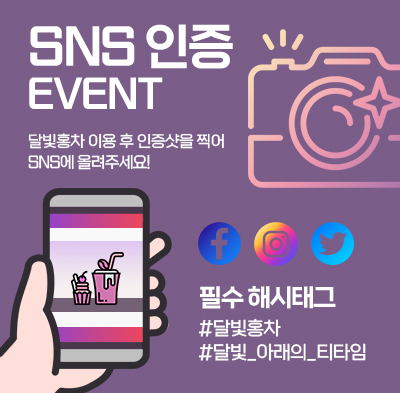 SNS 인증
EVENT
달빛홍차 이용 후 인증샷을 찍어
SNS에 올려주세요!
필수 해시태그
#달빛홍차
#달빛_아래의_티타임